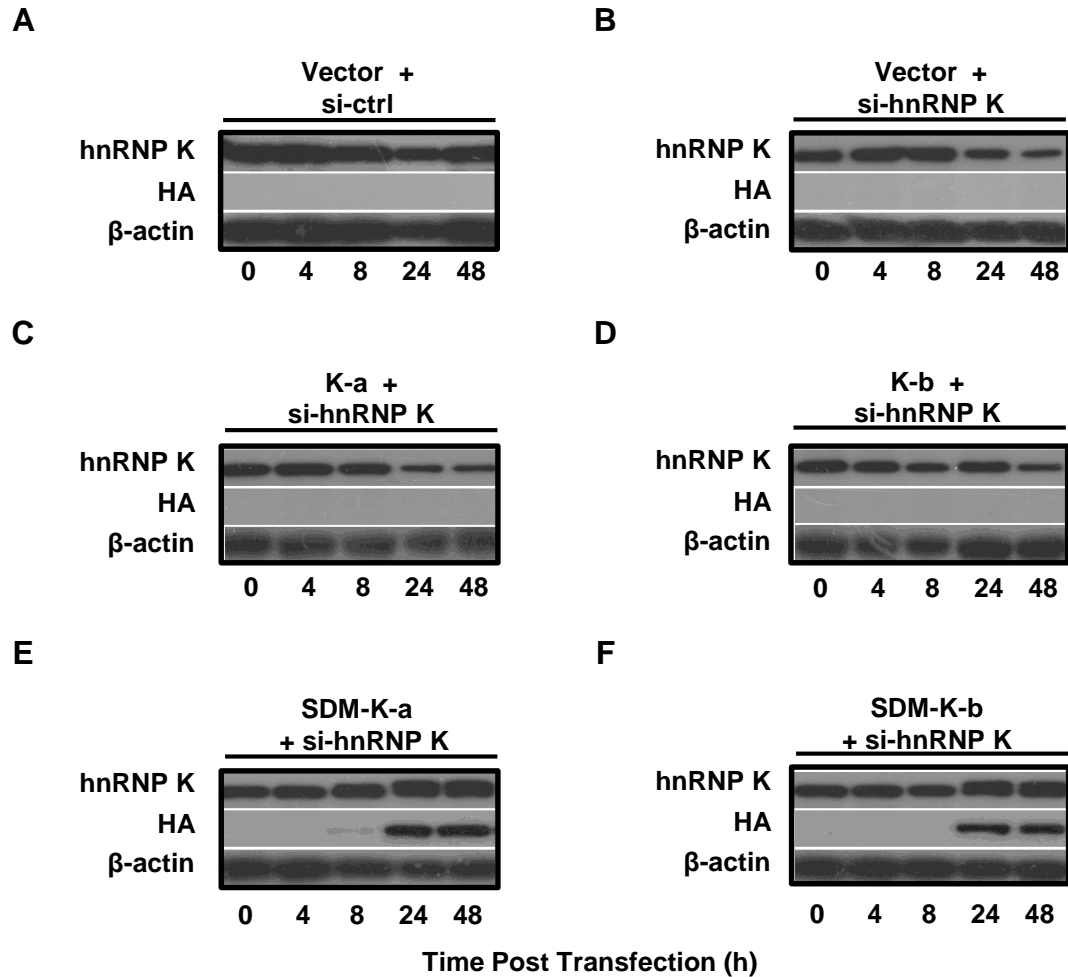 A
Vector +
si-ctrl
hnRNP K
HA
β-actin
0 4 8 24 48
B
Vector +
si-hnRNP K
hnRNP K
HA
β-actin
0 4 8 24 48
C
K-a +
si-hnRNP K
hnRNP K
HA
β-actin
0 4 8 24 48
D
K-b +
si-hnRNP K
hnRNP K
HA
β-actin
0 4 8 24 48
E
SDM-K-a
+ si-hnRNP K
hnRNP K
HA
β-actin
0 4 8 24 48
F
SDM-K-b
+ si-hnRNP K
hnRNP K
HA
β-actin
0 4 8 24 48
Time Post Transfection (h)